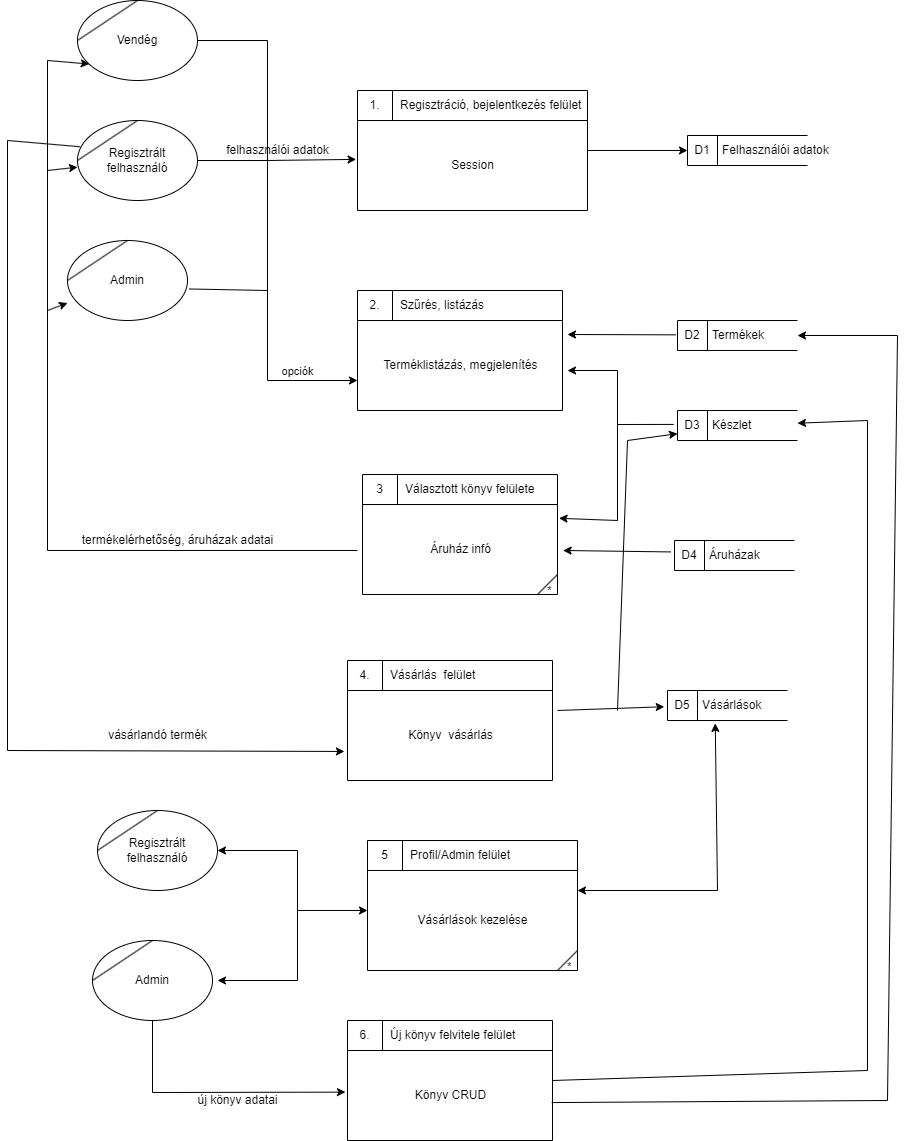 Vendég
1. Regisztráció, bejelentkezés felület
Regisztrált
felhasználó
felhasználói adatok
Session
D1 Felhasználói adatok
Admin
2. Szűrés, listázás
Terméklistázás, megjelenítés
opciók
D2 Termékek
D3 Készlet
3 Választott könyv felülete
termékelérhetőség, áruházak adatai
Áruház infó
*
D4 Áruházak
4. Vásárlás felület
Könyv vásárlás
vásárlandó termék
D5 Vásárlások
Regisztrált
felhasználó
5 Profil/Admin felület
Vásárlások kezelése
*
Admin
6. Új könyv felvitele felület
Könyv CRUD
új könyv adatai